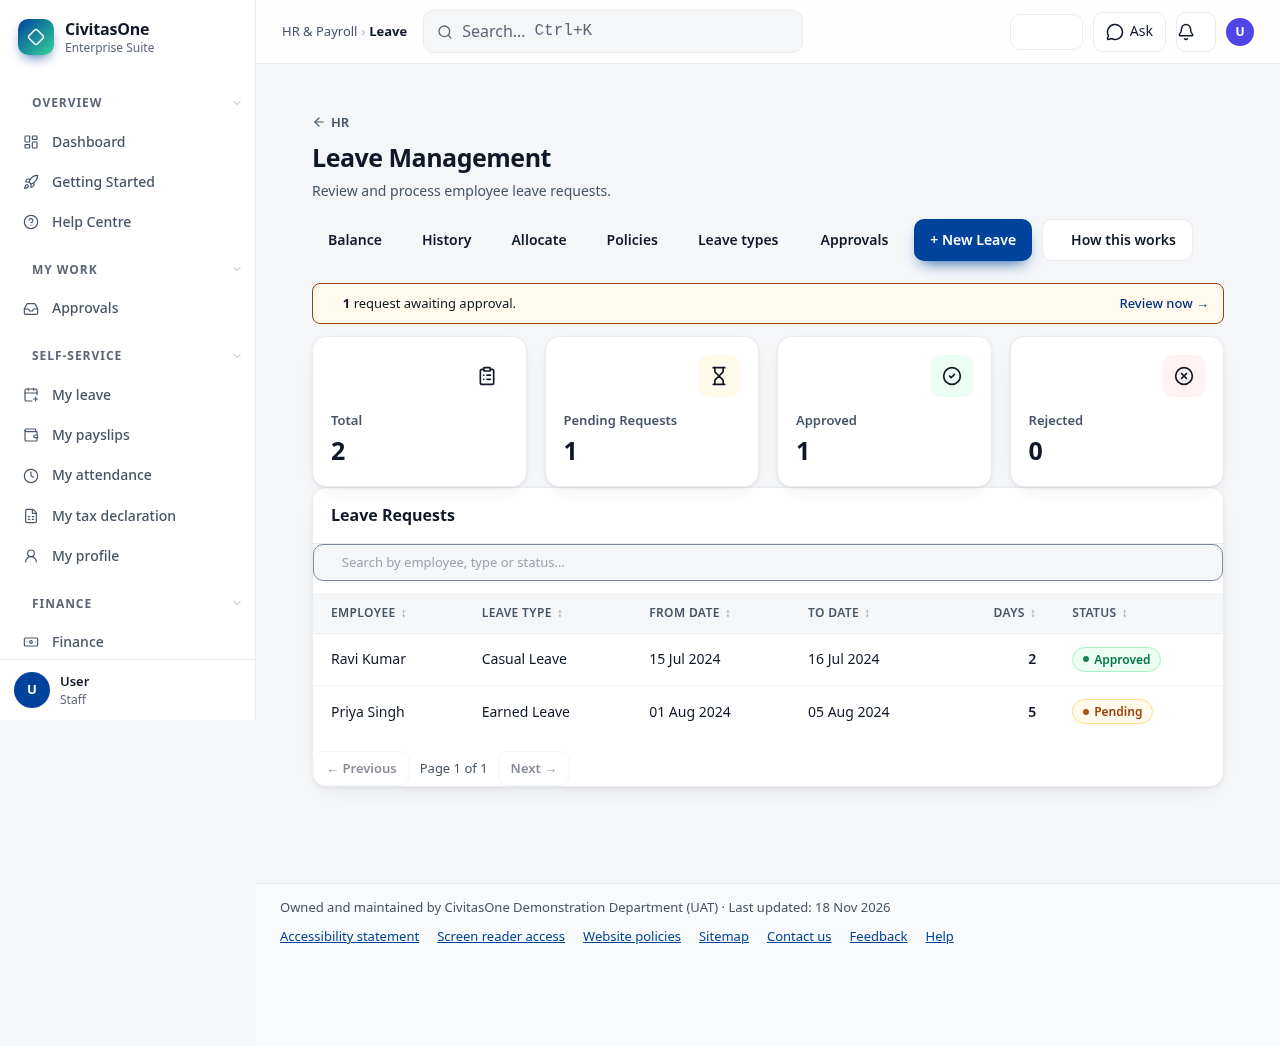 CivitasOne
Enterprise Suite
OVERVIEW
Dashboard
Getting Started
Help Centre
MY WORK
Approvals
SELF-SERVICE
My leave
My payslips
My attendance
My tax declaration
My profile
FINANCE
Finance
U
User
Staff
HR & Payroll › Leave
Search... Ctrl+K
Ask
U
← HR
Leave Management
Review and process employee leave requests.
Balance History Allocate Policies Leave types Approvals + New Leave How this works
1 request awaiting approval. Review now →
Total
2
Pending Requests
1
Approved
1
Rejected
0
Leave Requests
Search by employee, type or status...
EMPLOYEE ↕ LEAVE TYPE ↕ FROM DATE ↕ TO DATE ↕ DAYS ↕ STATUS ↕
Ravi Kumar Casual Leave 15 Jul 2024 16 Jul 2024 2 Approved
Priya Singh Earned Leave 01 Aug 2024 05 Aug 2024 5 Pending
← Previous Page 1 of 1 Next →
Owned and maintained by CivitasOne Demonstration Department (UAT) · Last updated: 18 Nov 2026
Accessibility statement Screen reader access Website policies Sitemap Contact us Feedback Help